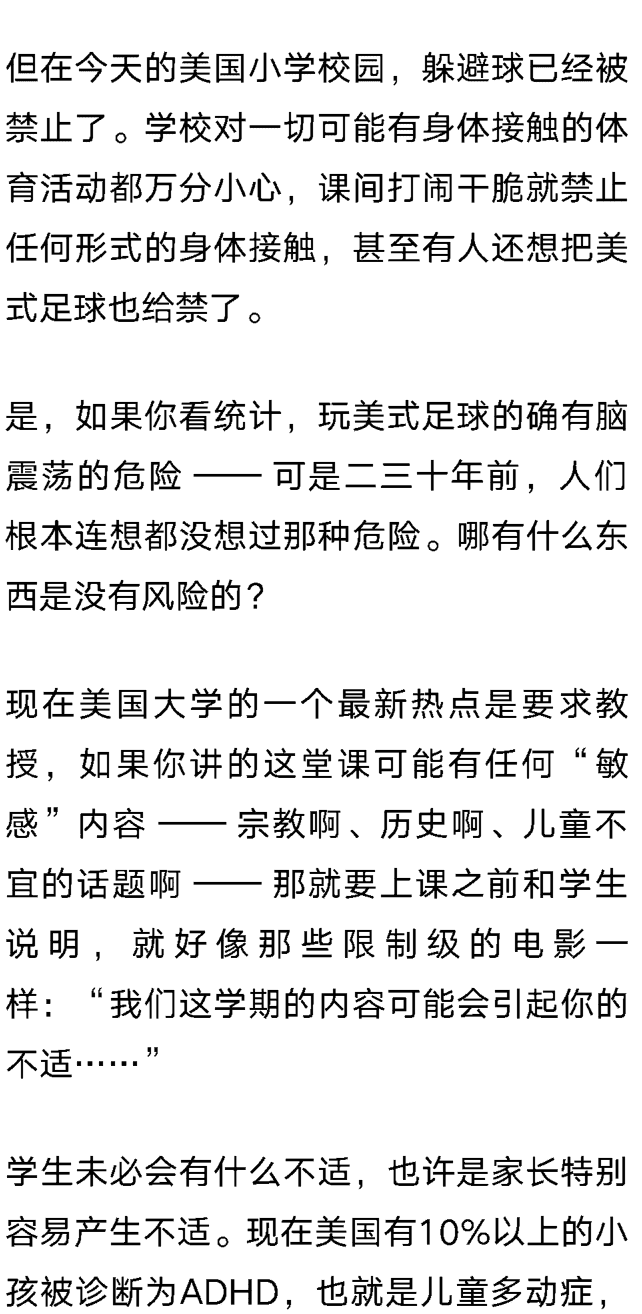 但在今天的美国小学校园，躲避球已经被
禁止了。学校对一切可能有身体接触的体
育活动都万分小心，课间打闹干脆就禁止
任何形式的身体接触，甚至有人还想把美
式足球也给禁了。
是，如果你看统计，玩美式足球的确有脑
震荡的危险 —— 可是二三十年前，人们
根本连想都没想过那种危险。哪有什么东
西是没有风险的？
现在美国大学的一个最新热点是要求教
授，如果你讲的这堂课可能有任何“敏
感”内容 —— 宗教啊、历史啊、儿童不
宜的话题啊 —— 那就要上课之前和学生
说明，就好像那些限制级的电影一
样：“我们这学期的内容可能会引起你的
不适……”
学生未必会有什么不适，也许是家长特别
容易产生不适。现在美国有10%以上的小
孩被诊断为ADHD，也就是儿童多动症，